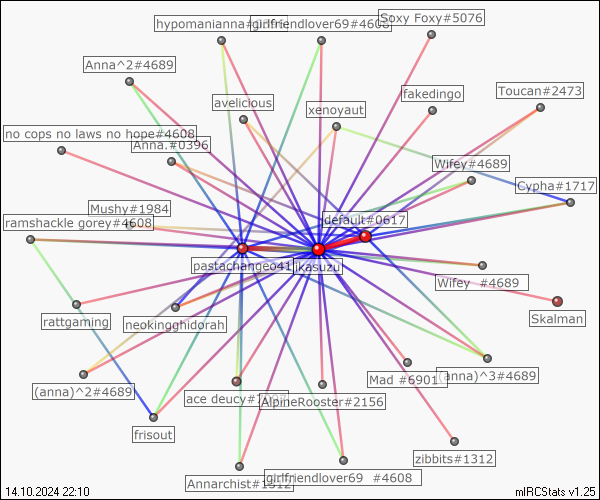 hypomanianna#
girlfriendlover69#4608
Soxy Foxy#5076
Anna^2#4689
avelicious
xenoyaut
fakedingo
Toucan#2473
no cops no laws no hope#4608
Anna.#0396
Wifey#4689
Cypha#1717
Mushy#1984
ramshackle gorey#4608
default#0617
pastachange
jkasuzu
Wifey #4689
rattgaming
neokingghidorah
Skalman
(anna)^2#4689
ace deucy#
AlpineRooster#2156
Mad #6901
(anna)^3#4689
frisout
zibbits#1312
Annarchist#1312
girlfriendlover69 #4608
14.10.2024 22:10
mIRCStats v1.25